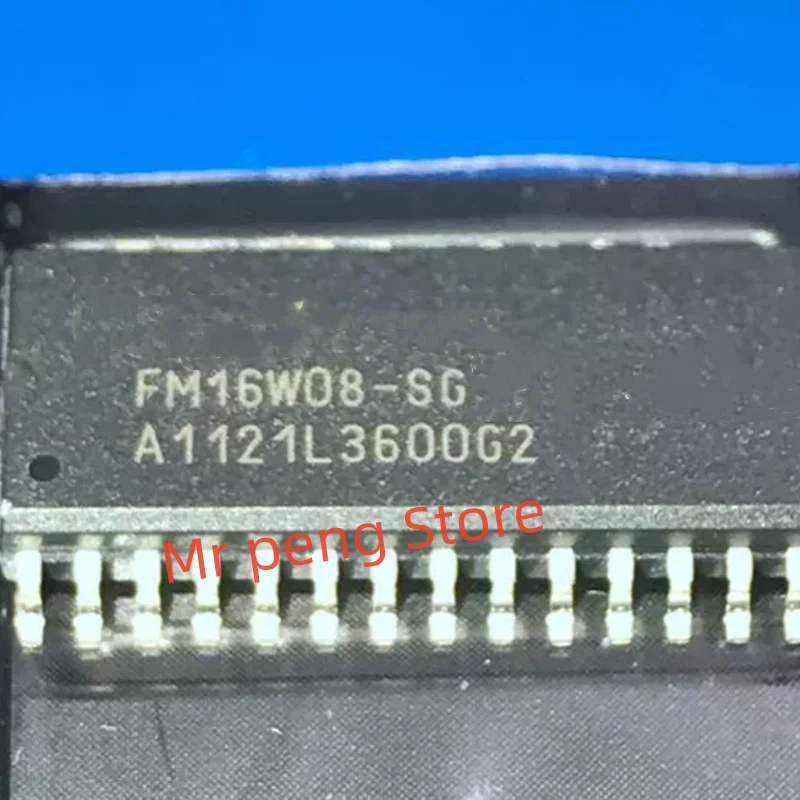 FM16W08-SG
A1121L3600G2
Mr peng Store